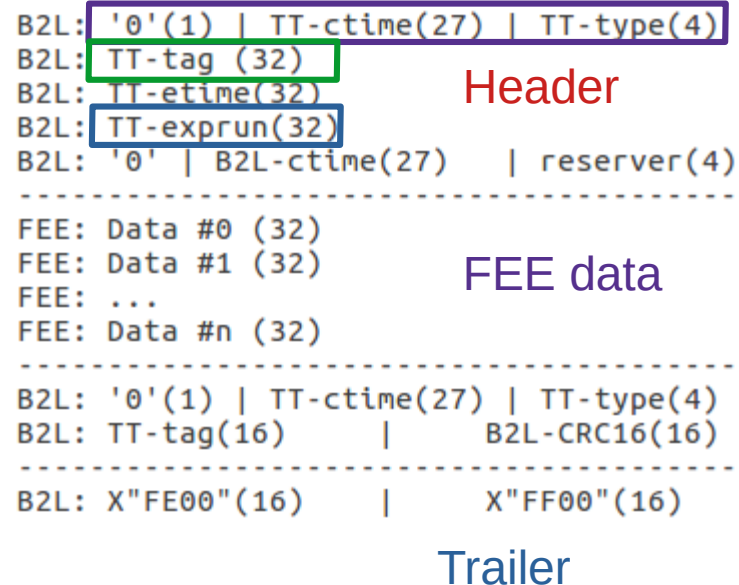 B2L: '0'(1) | TT-ctime(27) | TT-type(4)
B2L: TT-tag (32)
Header
B2L: TT-etime(32)
B2L: TT-exprun(32)
B2L: '0' | B2L-ctime(27) | reserver(4)
----------------------------------------
FEE: Data #0 (32)
FEE: Data #1 (32)
FEE data
FEE: ...
FEE: Data #n (32)
----------------------------------------
B2L: '0'(1) | TT-ctime(27) | TT-type(4)
B2L: TT-tag(16) | B2L-CRC16(16)
----------------------------------------
B2L: X"FE00"(16) | X"FF00"(16)
Trailer